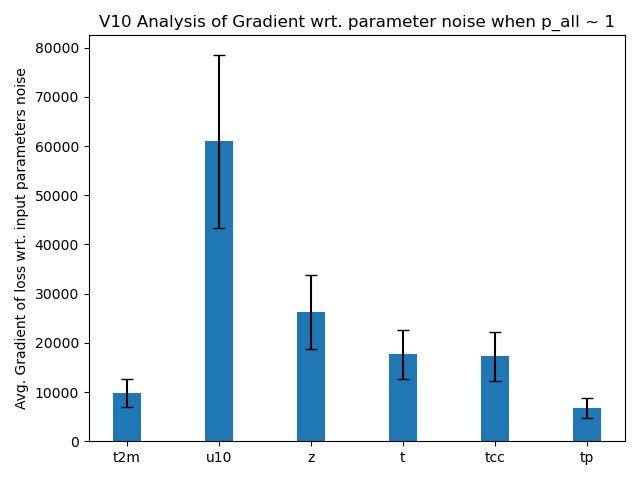 V10 Analysis of Gradient wrt. parameter noise when p_all ~ 1
Avg. Gradient of loss wrt. input parameters noise
80000
70000
60000
50000
40000
30000
20000
10000
0
t2m
u10
z
t
tcc
tp